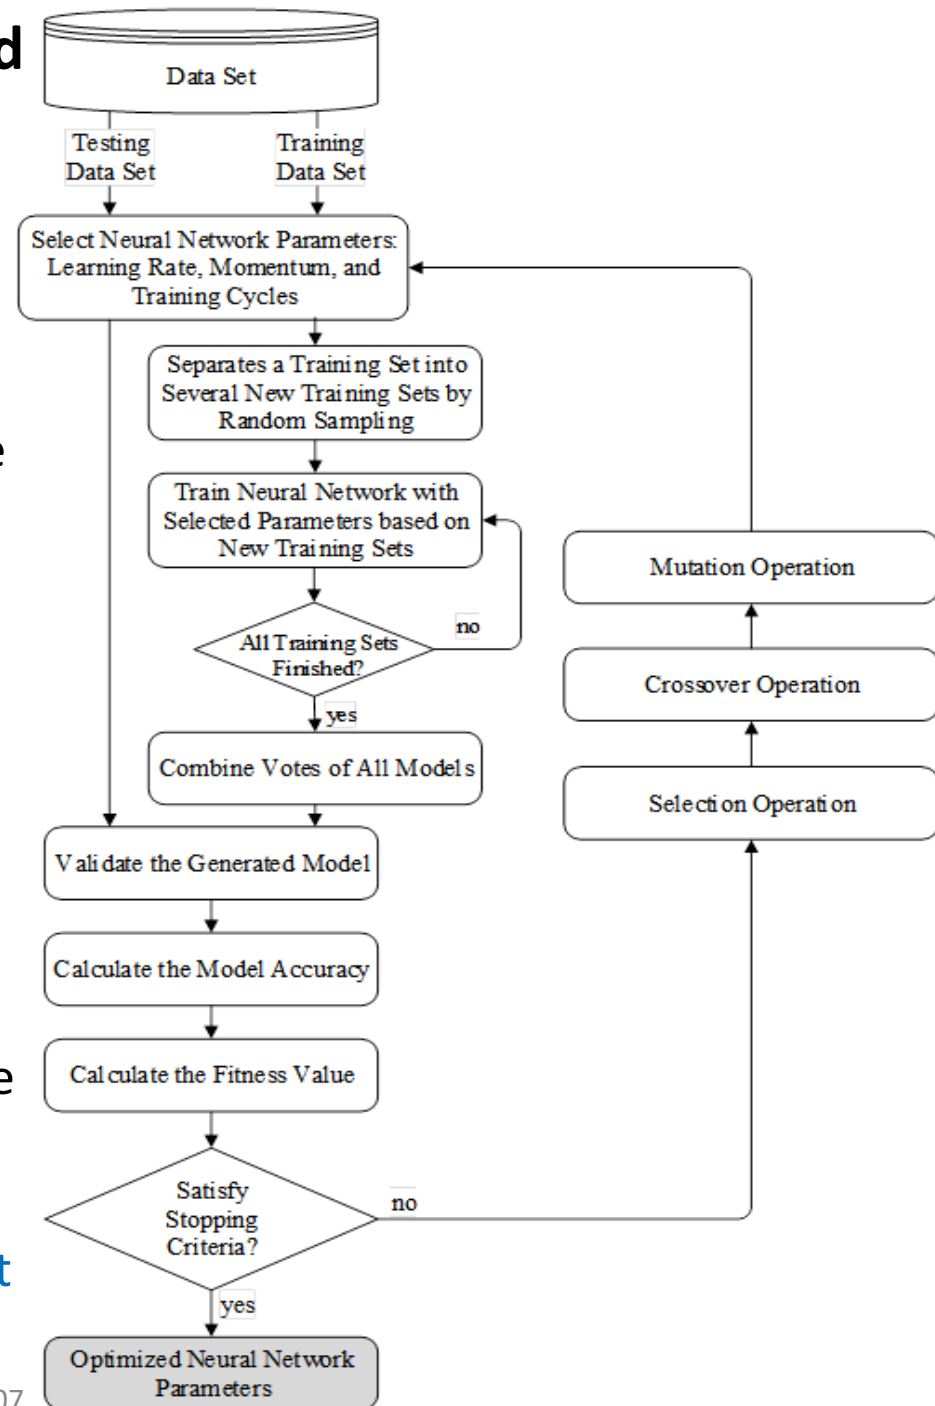 d
Data Set
Testing
Data Set
Training
Data Set
Select Neural Network Parameters:
Learning Rate, Momentum, and
Training Cycles
Separates a Training Set into
Several New Training Sets by
Random Sampling
e
Train Neural Network with
Selected Parameters based on
New Training Sets
All Training Sets
Finished?
no
yes
Combine Votes of All Models
Mutation Operation
Crossover Operation
Selection Operation
Validate the Generated Model
Calculate the Model Accuracy
Calculate the Fitness Value
e
Satisfy
Stopping
Criteria?
no
t
yes
Optimized Neural Network
Parameters
07